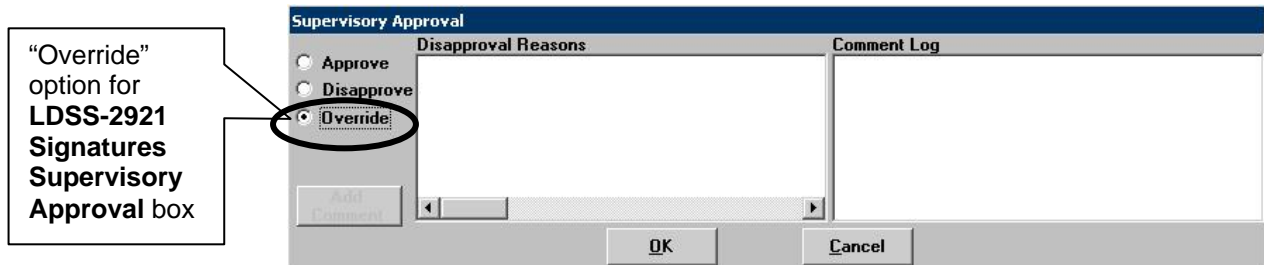 “Override”
option for
LDSS-2921
Signatures
Supervisory
Approval box
Supervisory Approval
Approve
Disapprove
Override
Add
Comment
Disapproval Reasons
Comment Log
OK
Cancel